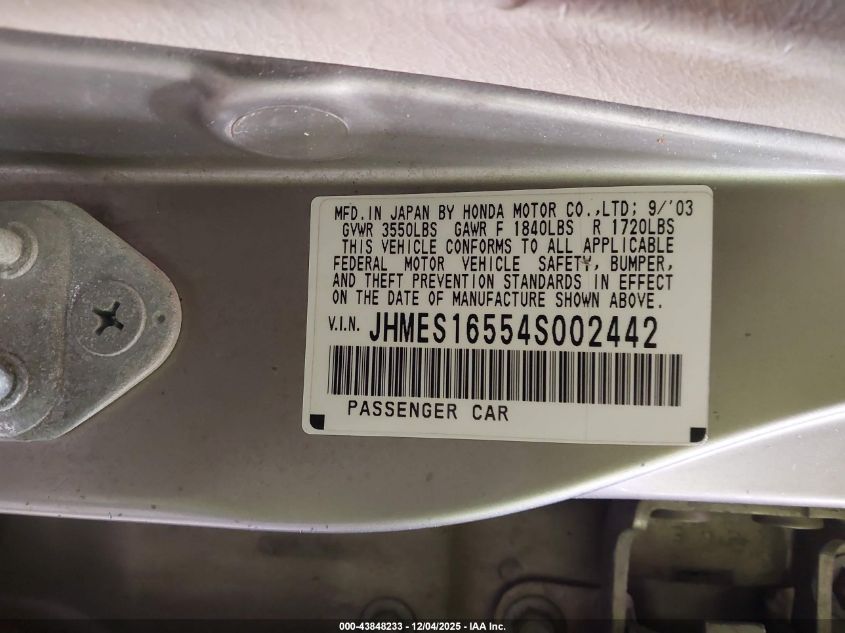 MFD.IN JAPAN BY HONDA MOTOR CO.,LTD; 9/'03
GVWR 3550LBS GAWR F 1840LBS R 1720LBS
THIS VEHICLE CONFORMS TO ALL APPLICABLE
FEDERAL MOTOR VEHICLE SAFETY, BUMPER,
AND THEFT PREVENTION STANDARDS IN EFFECT
ON THE DATE OF MANUFACTURE SHOWN ABOVE.
V.I.N. JHMES16554S002442
PASSENGER CAR
000-43848233 - 12/04/2025 - IAA Inc.